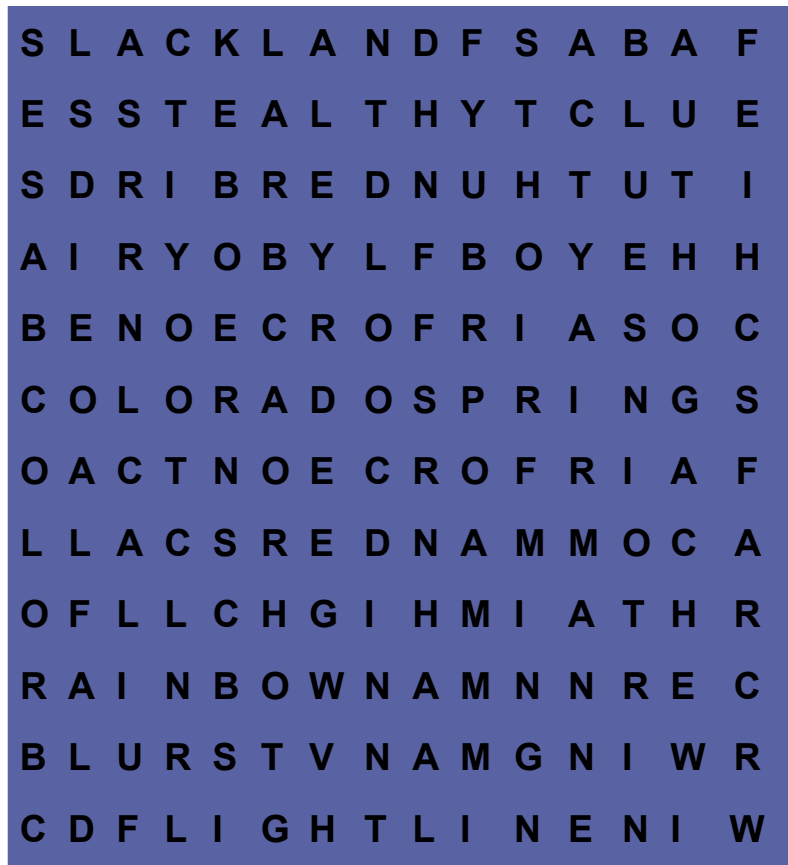 S L A C K L A N D F S A B A F
E S S T E A L T H Y T C L U E
S D R I B R E D N U H T U T I
A I R Y O B Y L F B O Y E H H
B E N O E C R O F R I A S O C
C O L O R A D O S P R I N G S
O A C T N O E C R O F R I A F
L L A C S R E D N A M M O C A
O F L L C H G I H M I A T H R
R A I N B O W N A M N N R E C
B L U R S T V N A M G N I W R
C D F L I G H T L I N E N I W